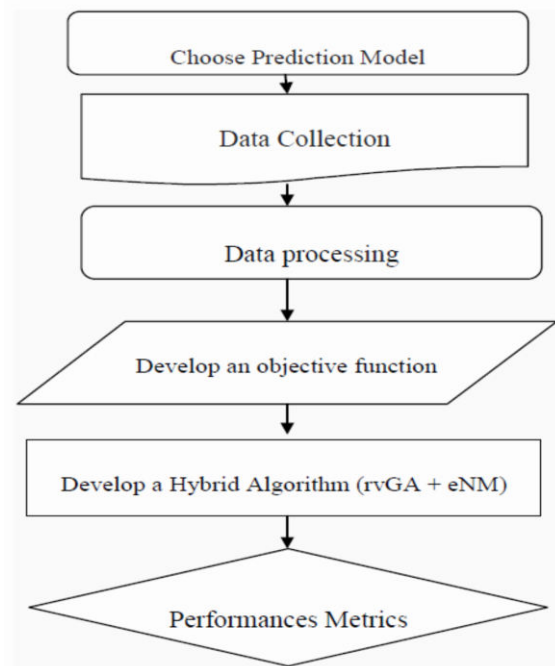 Choose Prediction Model
Data Collection
Data processing
Develop an objective function
Develop a Hybrid Algorithm (rvGA + eNM)
Performances Metrics